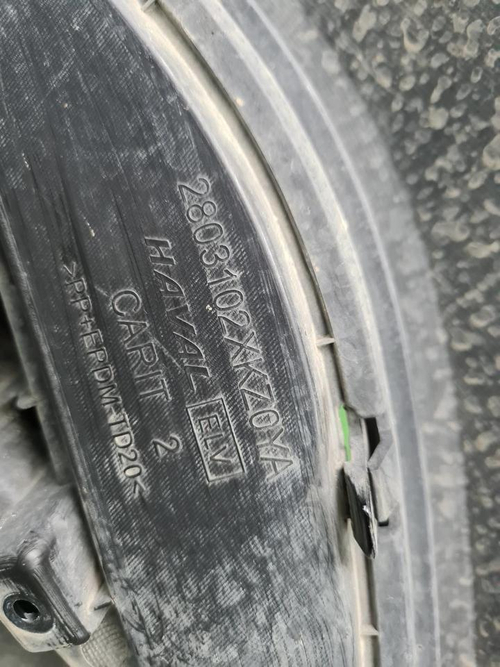 2803102XKZ0YA
HAVAL ELV
CARIT 2
>PP+EPDM-TD20<